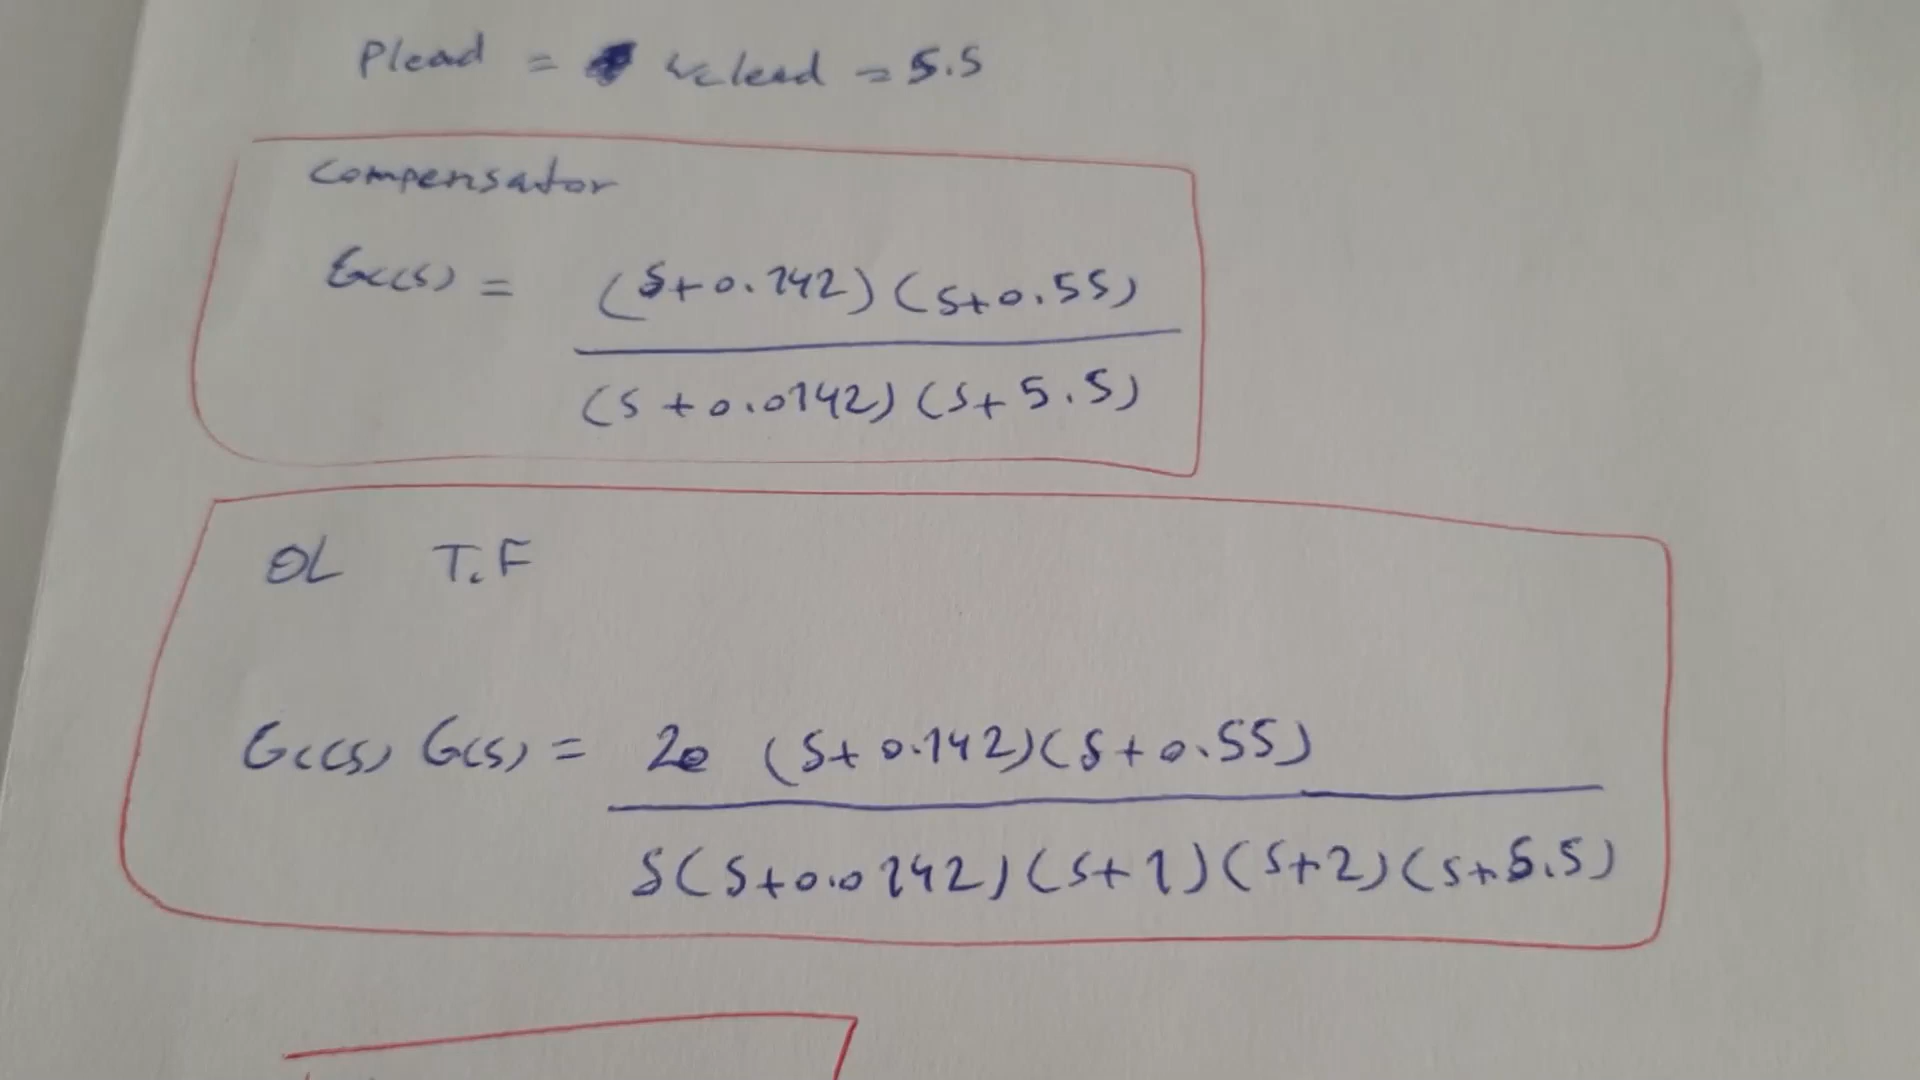 Plead = wclead = 5.5
Compensator
Gc(s) = (S+0.142)(S+0.55)
(S+0.0142)(S+5.5)
OL T.F
Gc(s) G(s) = 20 (S+0.142)(S+0.55)
S(S+0.0142)(S+1)(S+2)(S+5.5)